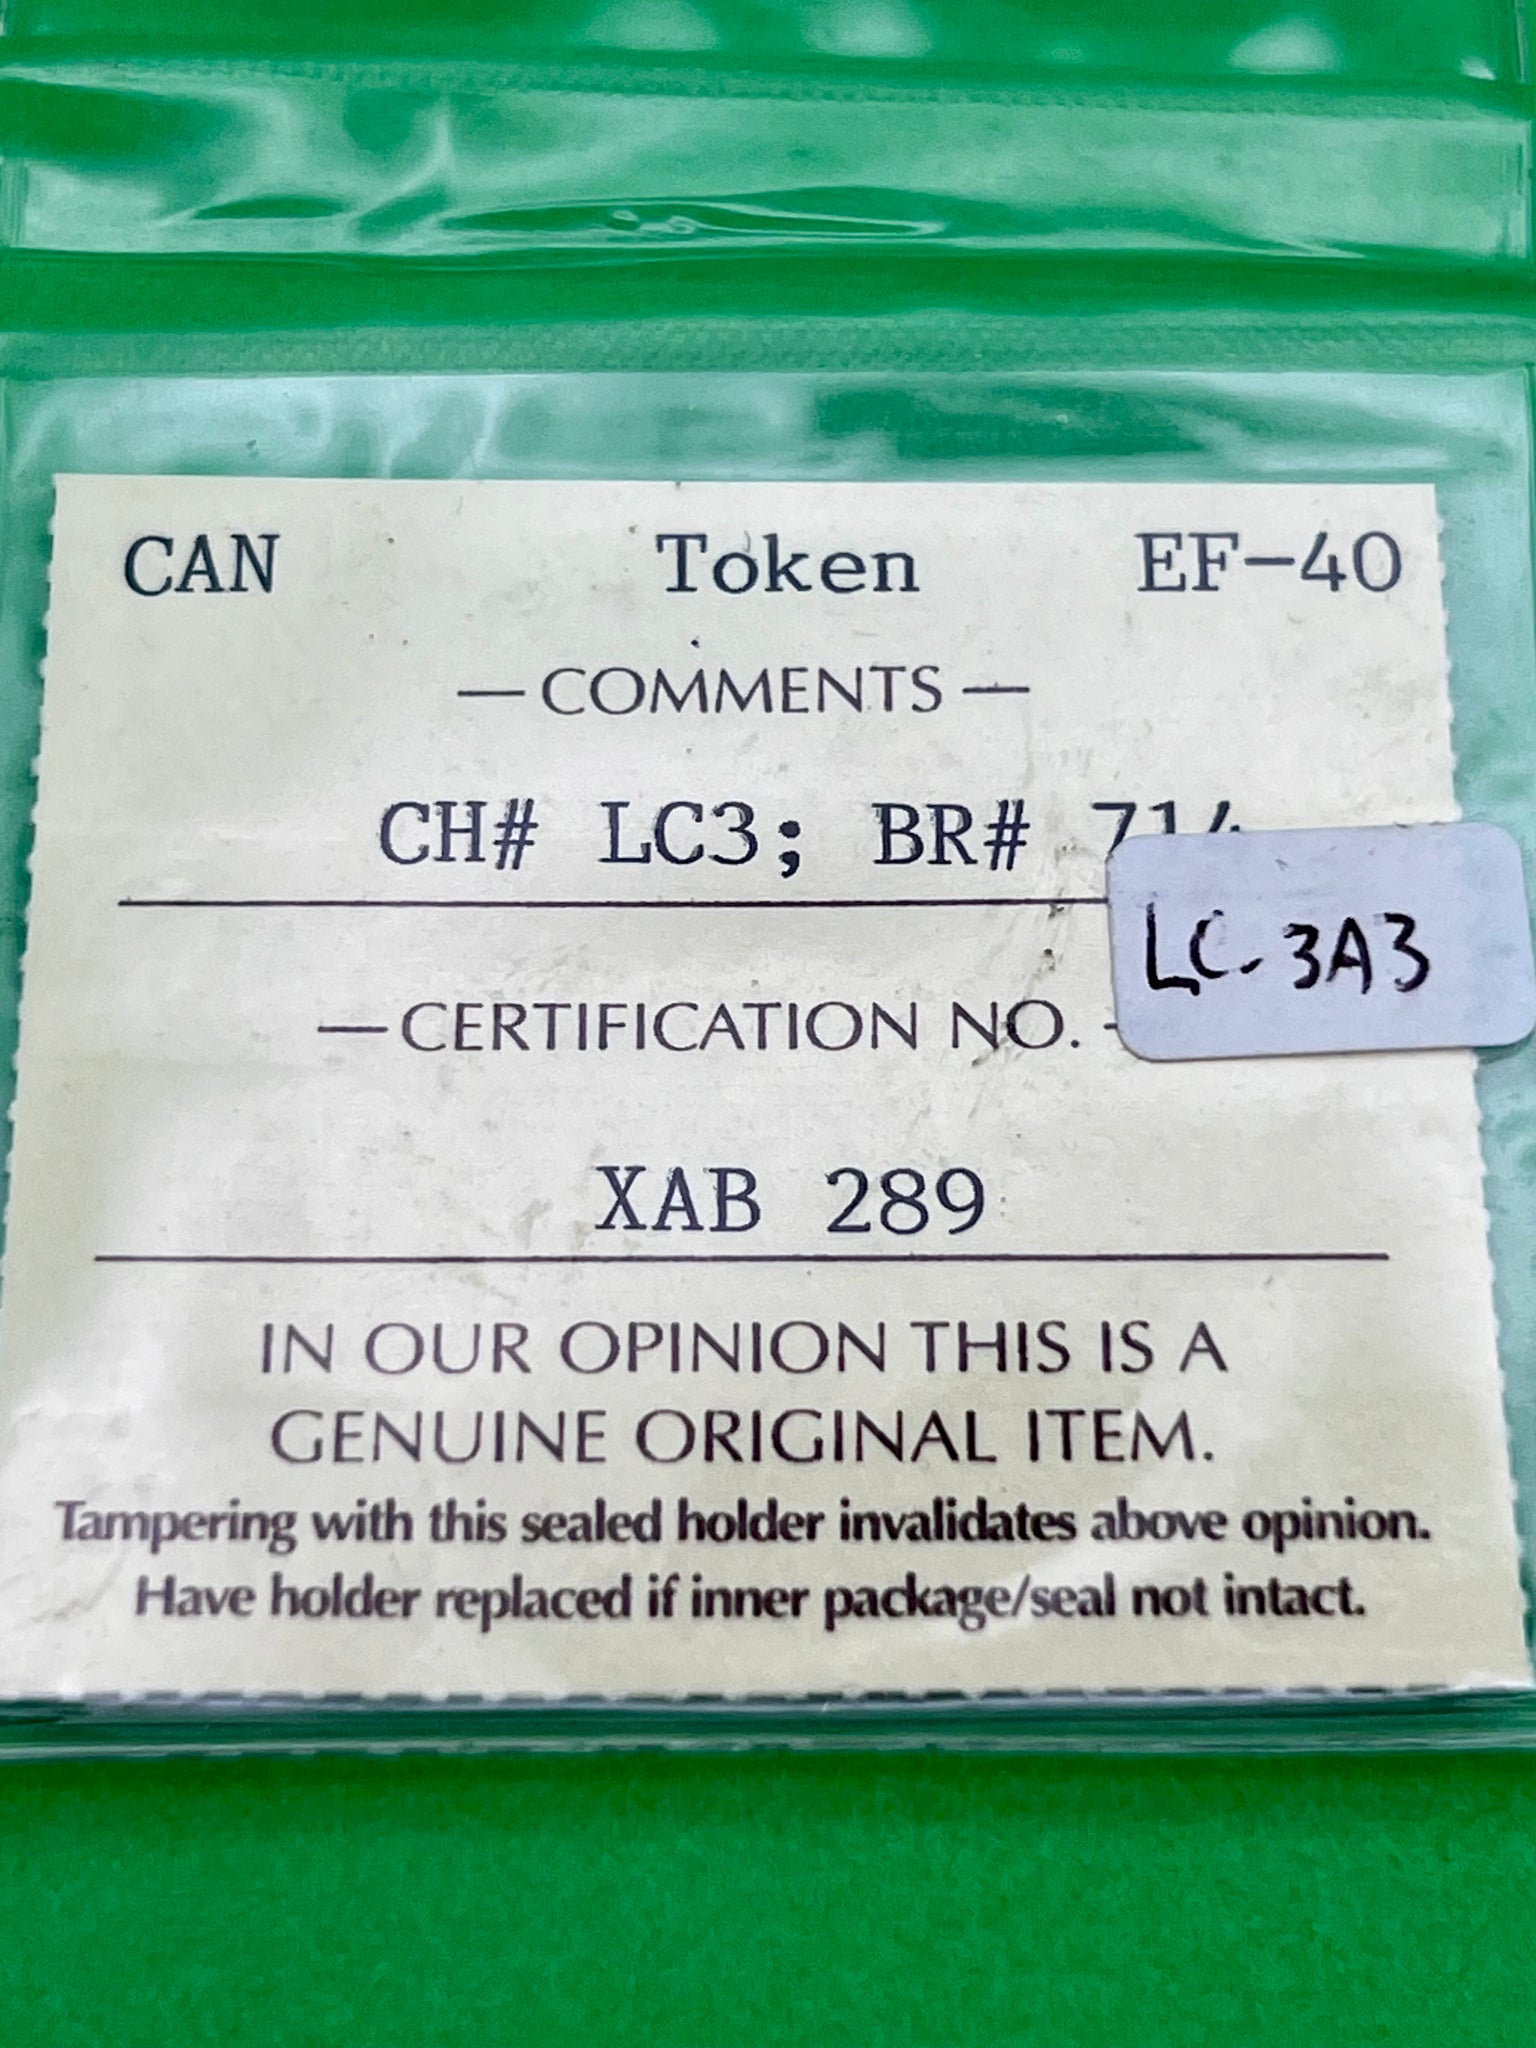 CAN Token EF-40
— COMMENTS —
CH# LC3; BR# 714
LC-3A3
— CERTIFICATION NO. -
XAB 289
IN OUR OPINION THIS IS A
GENUINE ORIGINAL ITEM.
Tampering with this sealed holder invalidates above opinion.
Have holder replaced if inner package/seal not intact.